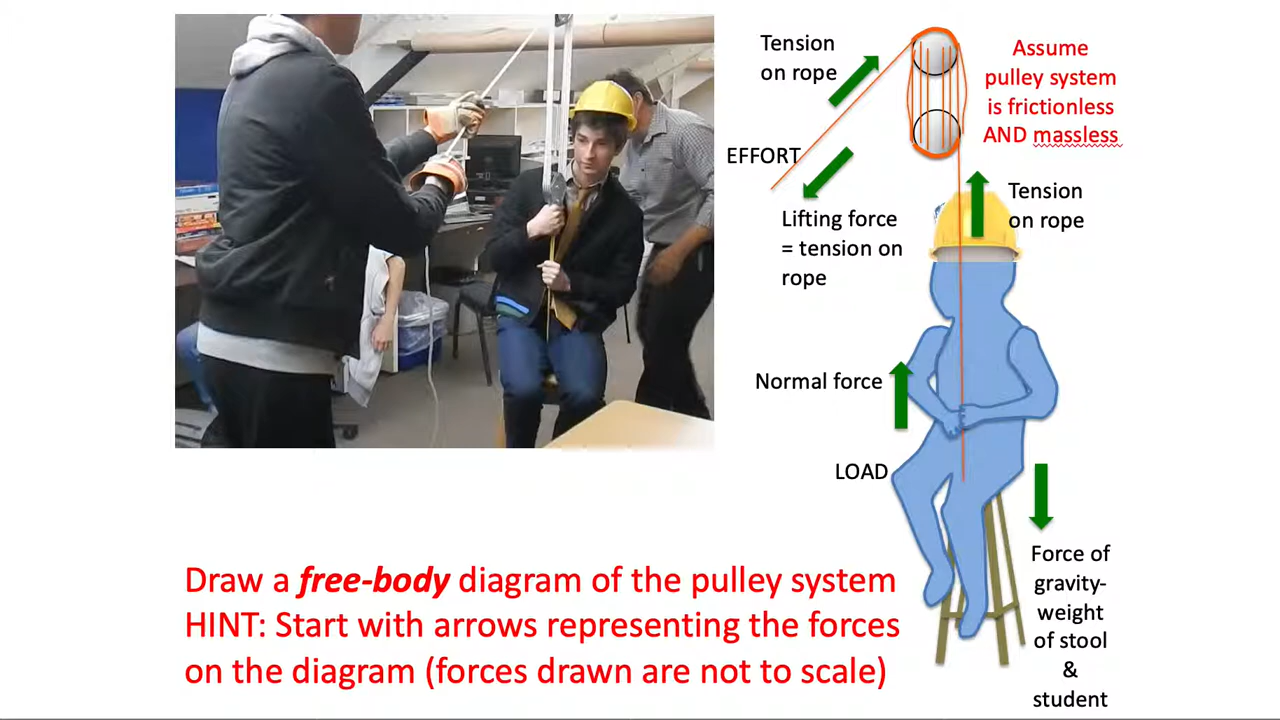 Tension
on rope
Assume
pulley system
is frictionless
AND massless
EFFORT
Lifting force
= tension on
rope
Tension
on rope
Normal force
LOAD
Force of
gravity-
weight
of stool
&
student
Draw a free-body diagram of the pulley system
HINT: Start with arrows representing the forces
on the diagram (forces drawn are not to scale)